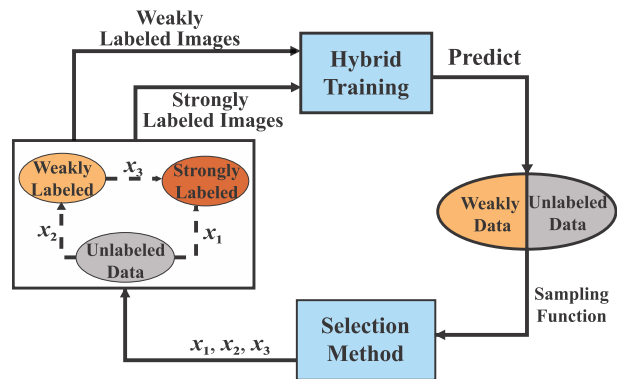 Weakly
Labeled Images
Strongly
Labeled Images
Hybrid
Training
Predict
Weakly
Labeled
x3
Strongly
Labeled
x2
x1
Unlabeled
Data
Weakly
Data
Unlabeled
Data
Sampling
Function
Selection
Method
x1, x2, x3